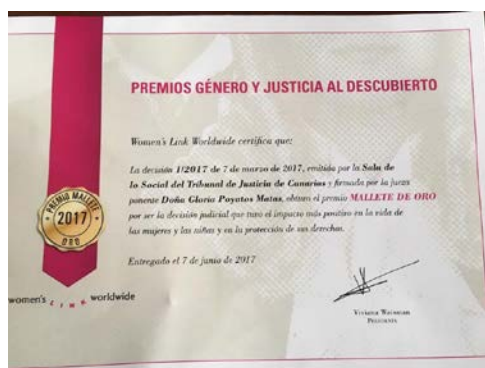 PREMIOS GÉNERO Y JUSTICIA AL DESCUBIERTO
Women's Link Worldwide certifica que:
La decisión 1/2017 de 7 de marzo de 2017, emitida por la Sala de
lo Social del Tribunal de Justicia de Canarias y firmada por la jueza
ponente Doña Gloria Poyatos Matas, obtuvo el premio MALLETE DE ORO
por ser la decisión judicial que tuvo el impacto más positivo en la vida de
las mujeres y las niñas y en la protección de sus derechos.
Entregado el 7 de junio de 2017
PREMIO MALLETE
2017
ORO
women's LINK worldwide
Viviana Waisman
Presidenta